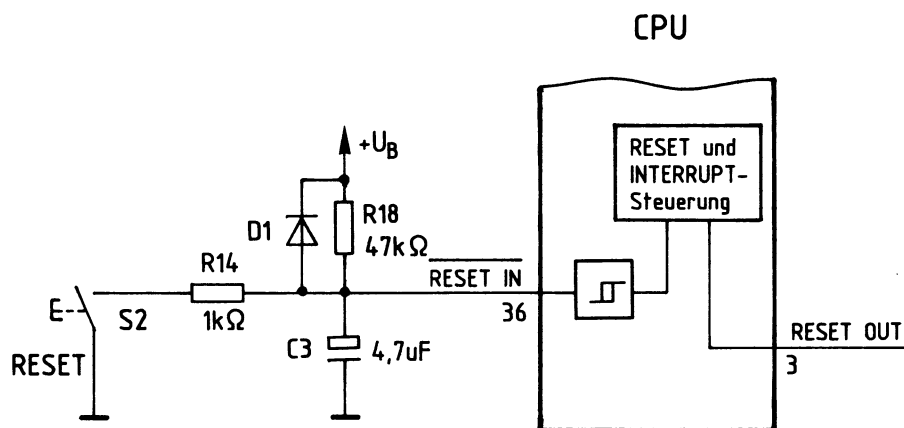 CPU
+U_B
RESET und
INTERRUPT-
Steuerung
D1
R18
47kΩ
R14
1kΩ
RESET IN
36
E
S2
RESET
C3
4,7uF
RESET OUT
3